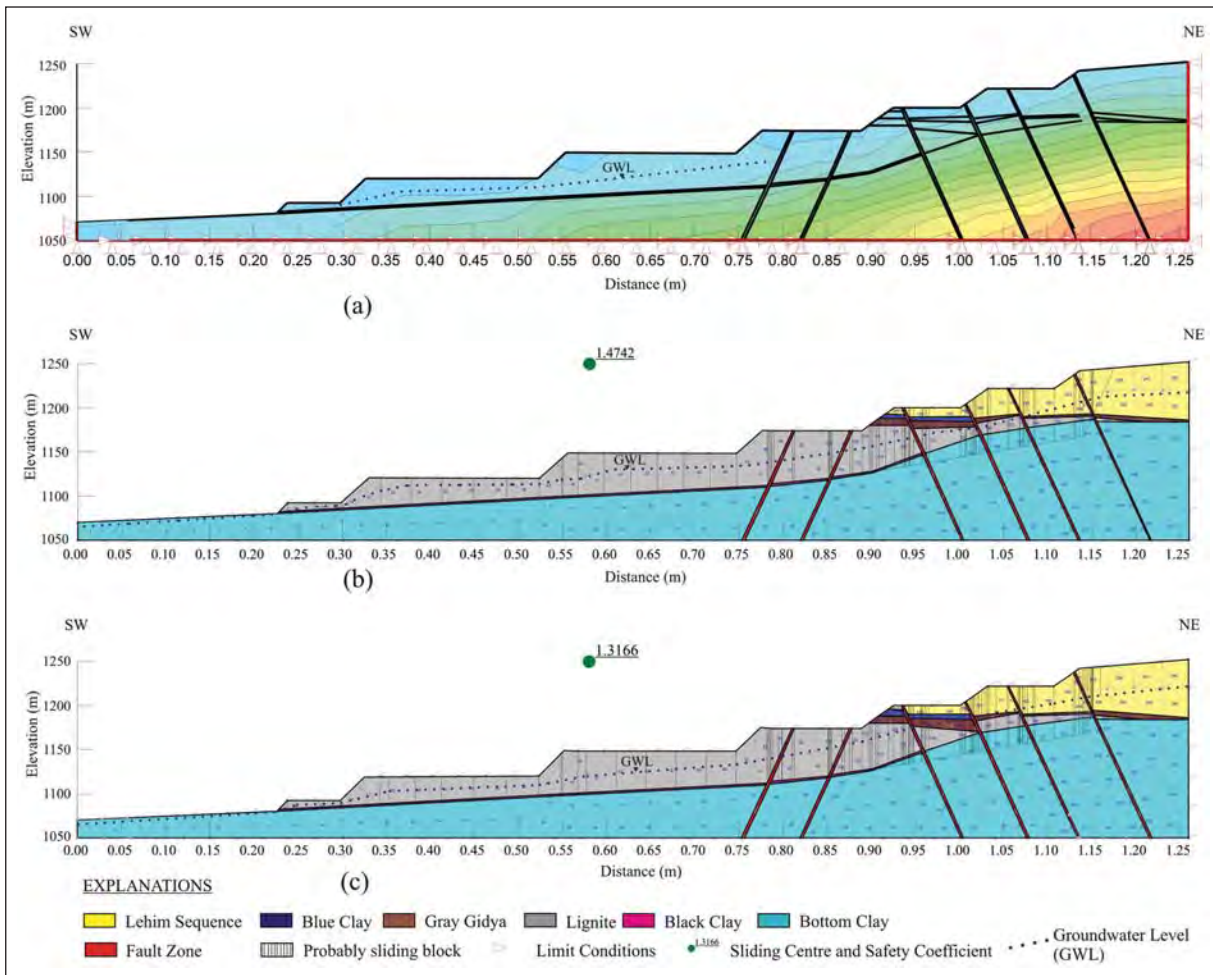 SW NE
1250
1200
1150
1100
1050
Elevation (m)
GWL
0.00 0.05 0.10 0.15 0.20 0.25 0.30 0.35 0.40 0.45 0.50 0.55 0.60 0.65 0.70 0.75 0.80 0.85 0.90 0.95 1.00 1.05 1.10 1.15 1.20 1.25
Distance (m)
(a)
SW NE
1.4742
1250
1200
1150
1100
1050
Elevation (m)
GWL
0.00 0.05 0.10 0.15 0.20 0.25 0.30 0.35 0.40 0.45 0.50 0.55 0.60 0.65 0.70 0.75 0.80 0.85 0.90 0.95 1.00 1.05 1.10 1.15 1.20 1.25
Distance (m)
(b)
SW NE
1.3166
1250
1200
1150
1100
1050
Elevation (m)
GWL
0.00 0.05 0.10 0.15 0.20 0.25 0.30 0.35 0.40 0.45 0.50 0.55 0.60 0.65 0.70 0.75 0.80 0.85 0.90 0.95 1.00 1.05 1.10 1.15 1.20 1.25
Distance (m)
(c)
EXPLANATIONS
Lehim Sequence Blue Clay Gray Gidya Lignite Black Clay Bottom Clay
Fault Zone Probably sliding block Limit Conditions 1.3166 Sliding Centre and Safety Coefficient Groundwater Level
(GWL)